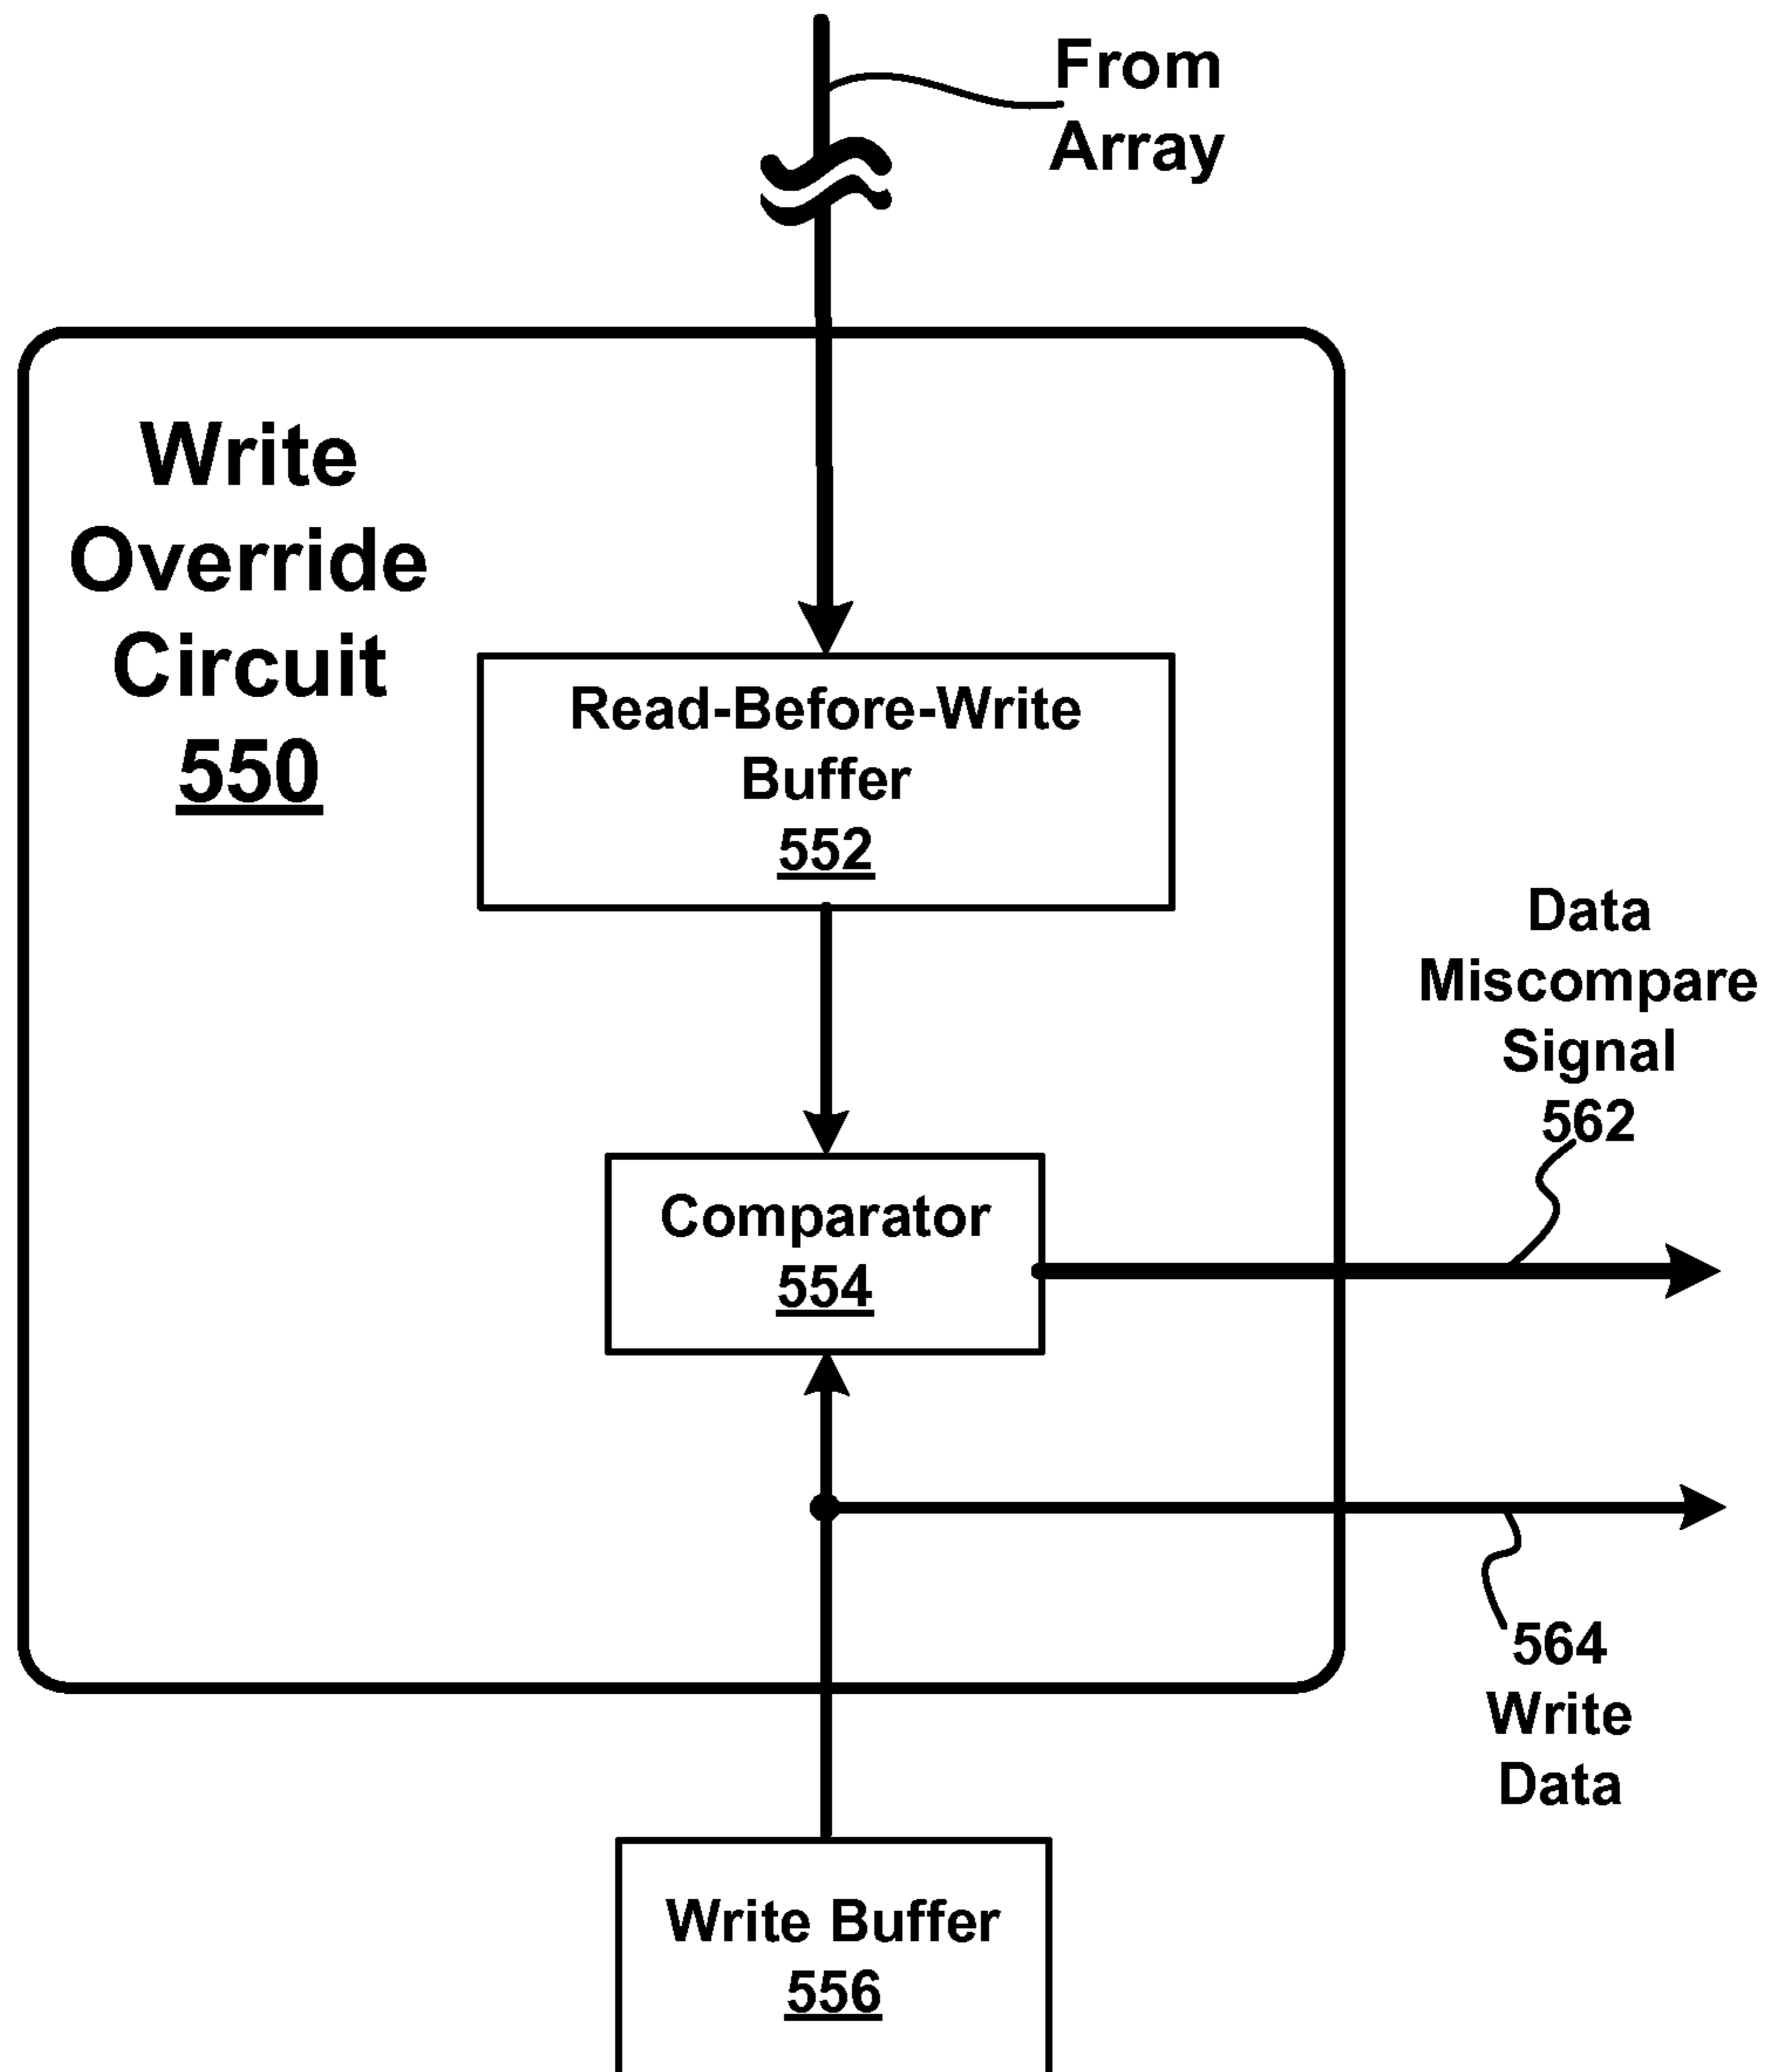 From
Array
Write
Override
Circuit
550
Read-Before-Write
Buffer
552
Data
Miscompare
Signal
562
Comparator
554
564
Write
Data
Write Buffer
556